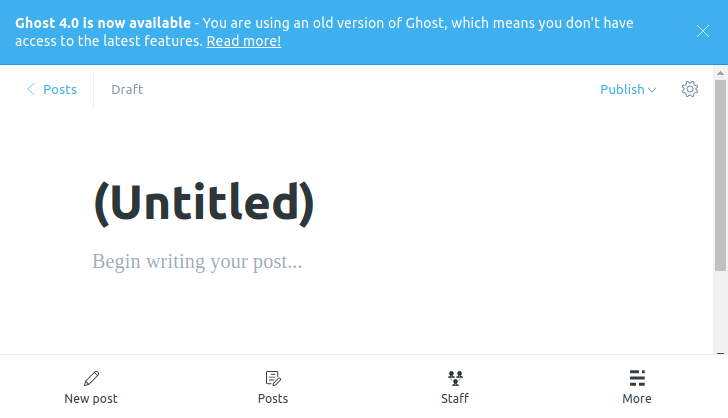 Ghost 4.0 is now available - You are using an old version of Ghost, which means you don't have
access to the latest features. Read more!
Posts
Draft
Publish
(Untitled)
Begin writing your post...
New post
Posts
Staff
More